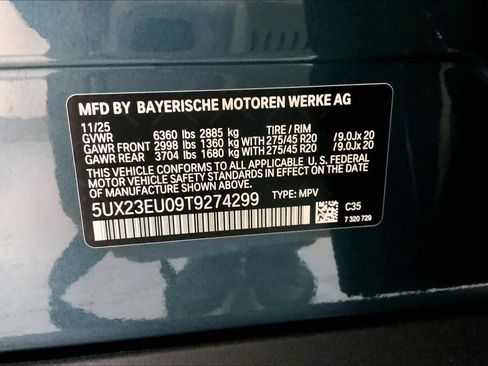 MFD BY BAYERISCHE MOTOREN WERKE AG
11/25
GVWR 6360 lbs 2885 kg TIRE / RIM
GAWR FRONT 2998 lbs 1360 kg WITH 275/45 R20 /9.0Jx 20
GAWR REAR 3704 lbs 1680 kg WITH 275/45 R20 /9.0Jx 20
THIS VEHICLE CONFORMS TO ALL APPLICABLE U. S. FEDERAL
MOTOR VEHICLE SAFETY STANDARDS IN EFFECT ON THE DATE
OF MANUFACTURE SHOWN ABOVE.
5UX23EU09T9274299 TYPE: MPV
C35
7 320 729